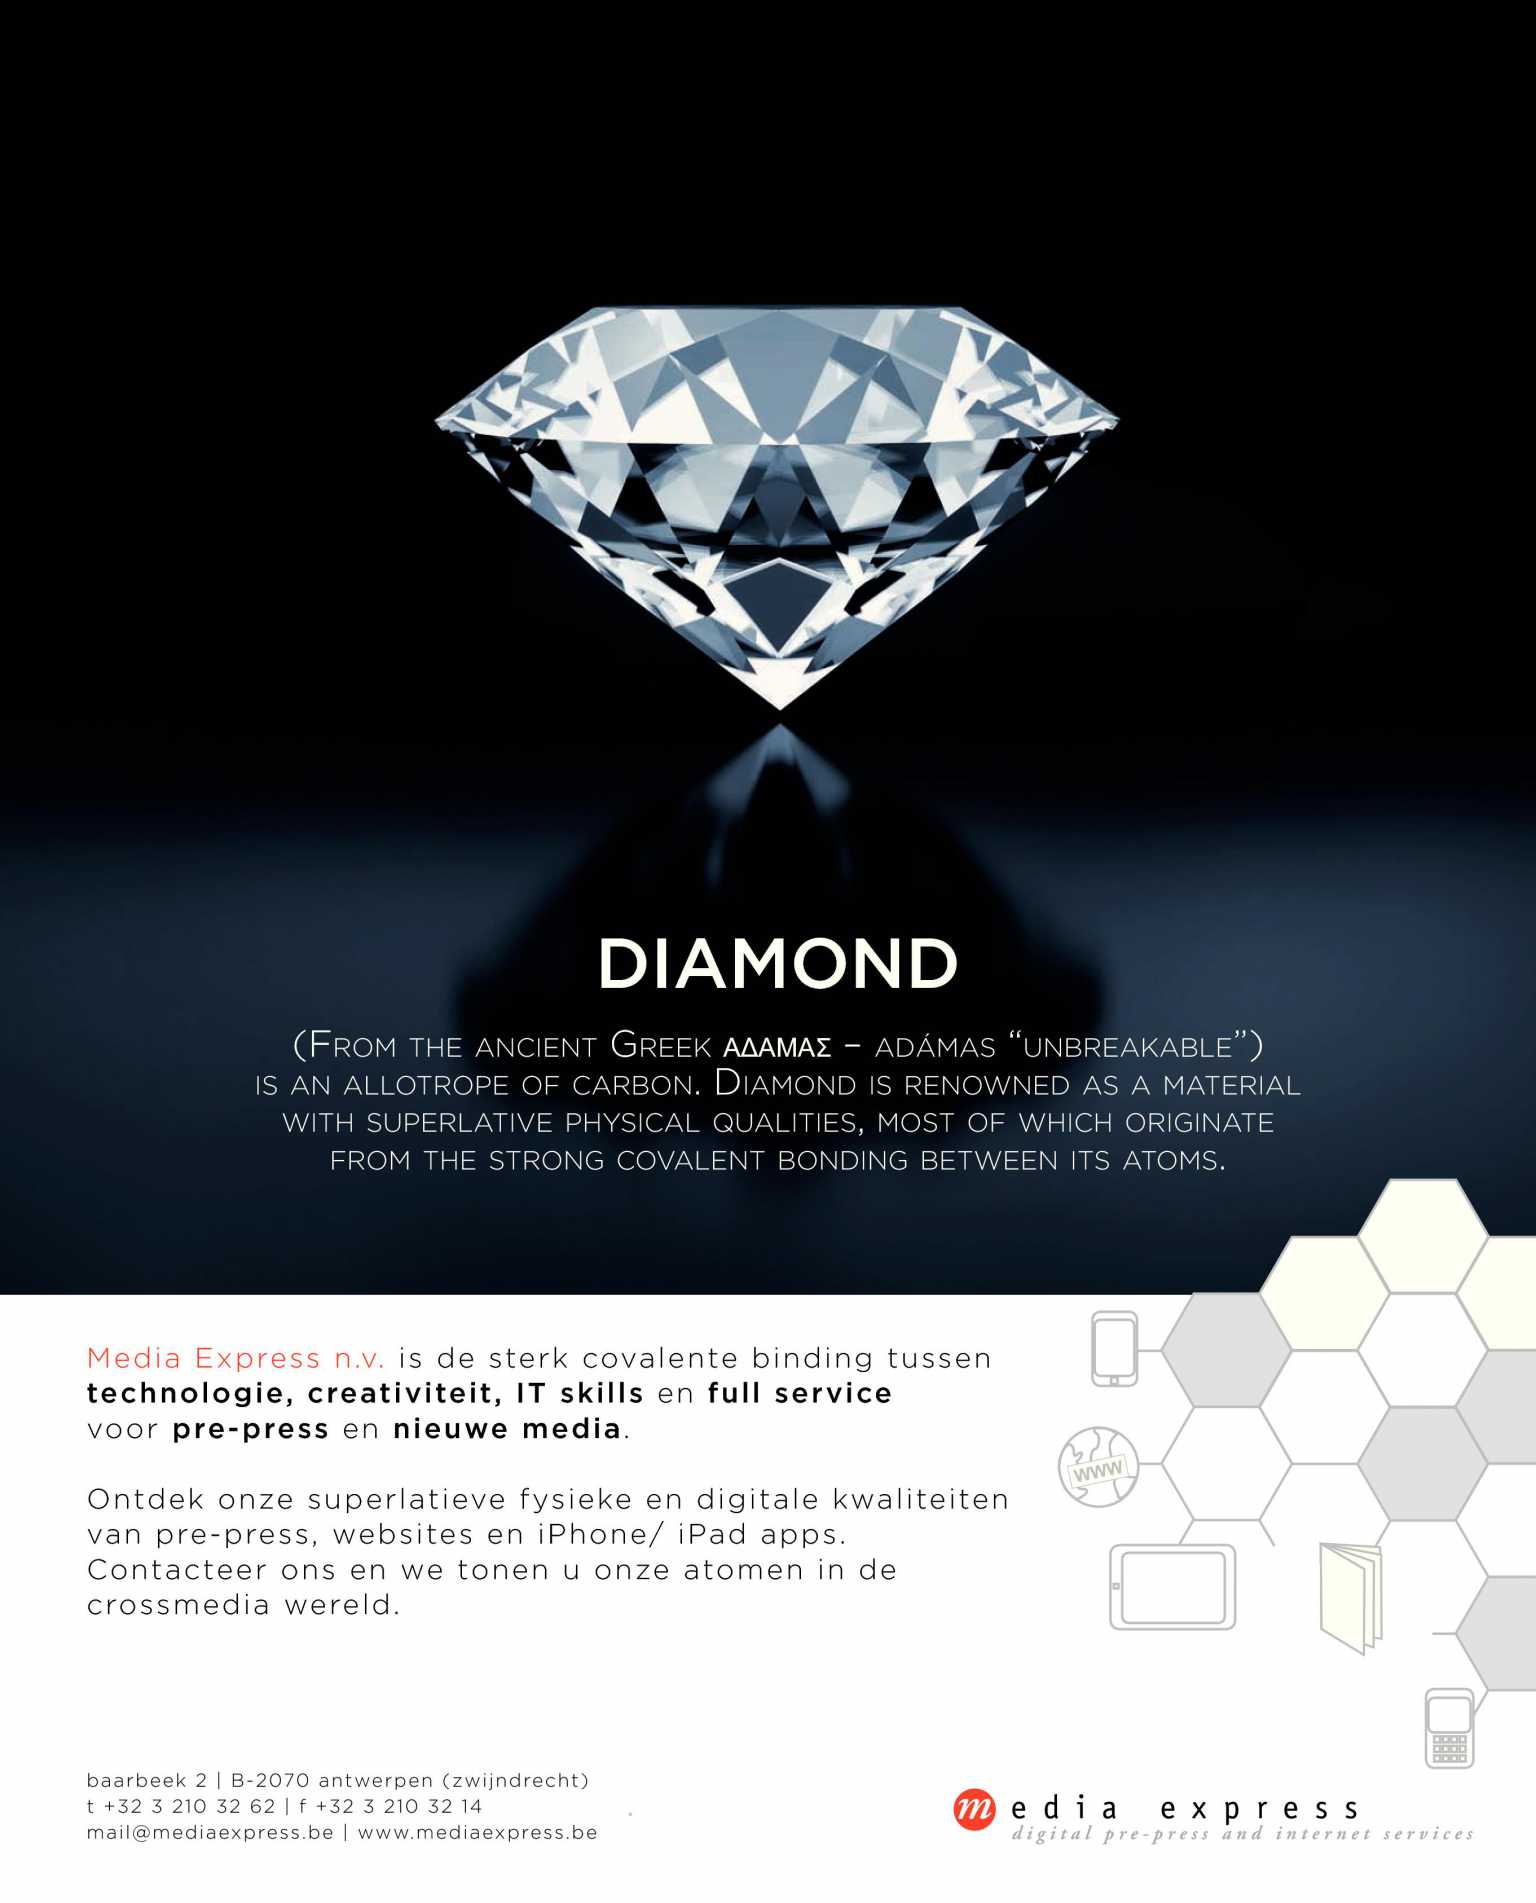 DIAMOND
(From the ancient Greek ΑΔΑΜΑΣ – adámas “unbreakable”)
is an allotrope of carbon. Diamond is renowned as a material
with superlative physical qualities, most of which originate
from the strong covalent bonding between its atoms.
Media Express n.v. is de sterk covalente binding tussen
technologie, creativiteit, IT skills en full service
voor pre-press en nieuwe media.
Ontdek onze superlatieve fysieke en digitale kwaliteiten
van pre-press, websites en iPhone/ iPad apps.
Contacteer ons en we tonen u onze atomen in de
crossmedia wereld.
www
baarbeek 2 | B-2070 antwerpen (zwijndrecht)
t +32 3 210 32 62 | f +32 3 210 32 14
mail@mediaexpress.be | www.mediaexpress.be
media express
digital pre-press and internet services